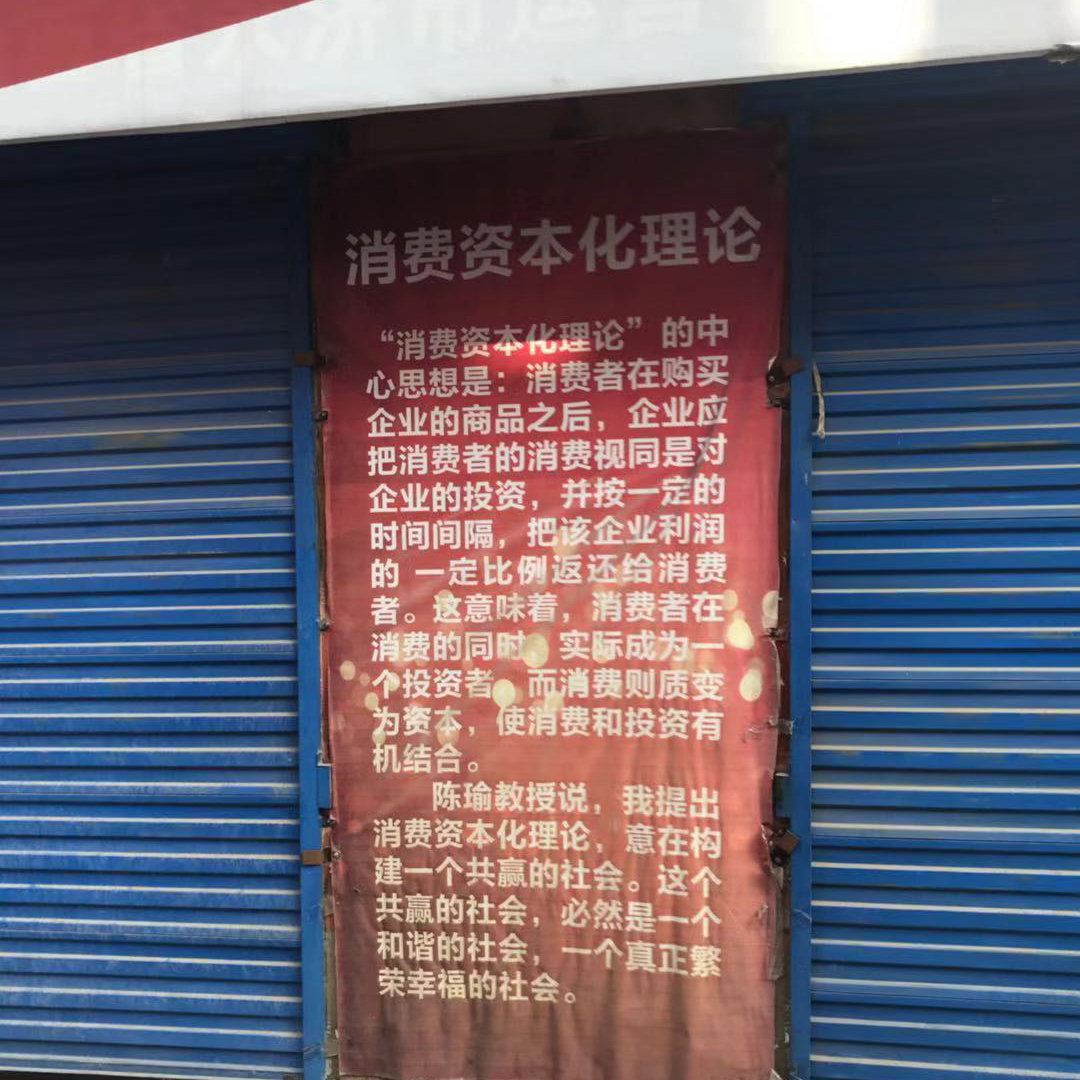 消费资本化理论
“消费资本化理论”的中
心思想是：消费者在购买
企业的商品之后，企业应
把消费者的消费视同是对
企业的投资，并按一定的
时间间隔，把该企业利润
的 一定比例返还给消费
者。这意味着，消费者在
消费的同时，实际成为一
个投资者，而消费则质变
为资本，使消费和投资有
机结合。
陈瑜教授说，我提出
消费资本化理论，意在构
建一个共赢的社会。这个
共赢的社会，必然是一个
和谐的社会，一个真正繁
荣幸福的社会。